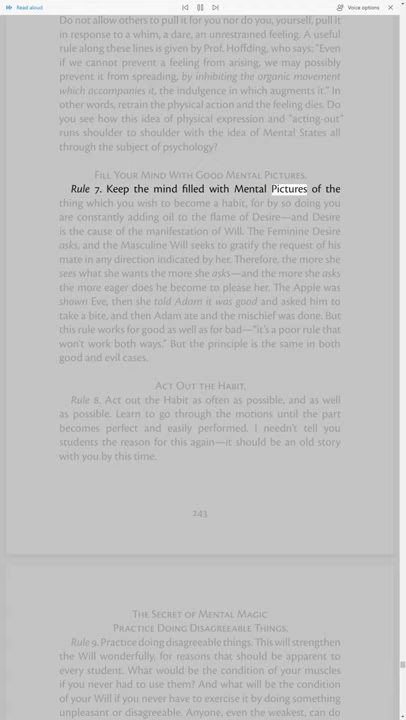 Read aloud
Voice options
Do not allow others to pull it for you nor do you, yourself, pull it
in response to a whim, a dare, an unrestrained feeling. A useful
rule along these lines is given by Prof. Hoffding, who says: "Even
if we cannot prevent a feeling from arising, we may possibly
prevent it from spreading, by inhibiting the organic movement
which accompanies it, the indulgence in which augments it." In
other words, retrain the physical action and the feeling dies. Do
you see how this idea of physical expression and "acting-out"
runs shoulder to shoulder with the idea of Mental States all
through the subject of psychology?
Fill Your Mind With Good Mental Pictures.
Rule 7. Keep the mind filled with Mental Pictures of the
thing which you wish to become a habit, for by so doing you
are constantly adding oil to the flame of Desire—and Desire
is the cause of the manifestation of Will. The Feminine Desire
asks, and the Masculine Will seeks to gratify the request of his
mate in any direction indicated by her. Therefore, the more she
sees what she wants the more she asks—and the more she asks
the more eager does he become to please her. The Apple was
shown Eve, then she told Adam it was good and asked him to
take a bite, and then Adam ate and the mischief was done. But
this rule works for good as well as for bad—"it's a poor rule that
won't work both ways." But the principle is the same in both
good and evil cases.
Act Out the Habit.
Rule 8. Act out the Habit as often as possible, and as well
as possible. Learn to go through the motions until the part
becomes perfect and easily performed. I needn't tell you
students the reason for this again—it should be an old story
with you by this time.
243
The Secret of Mental Magic
Practice Doing Disagreeable Things.
Rule 9. Practice doing disagreeable things. This will strengthen
the Will wonderfully, for reasons that should be apparent to
every student. What would be the condition of your muscles
if you never had to use them? And what will be the condition
of your Will if you never have to exercise it by doing something
unpleasant or disagreeable. Anyone, even the weakest, can do